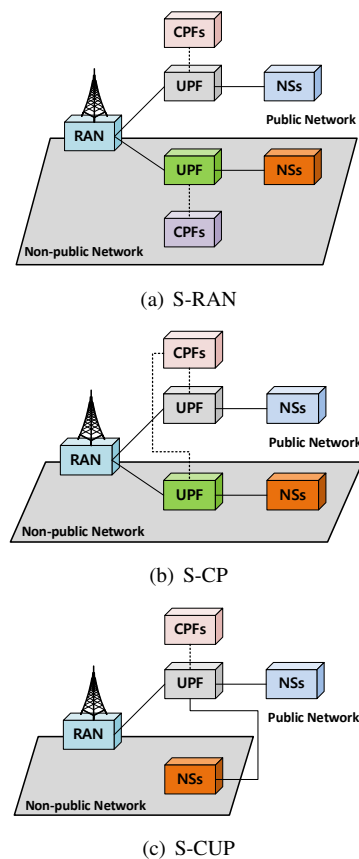 CPFs
UPF
NSs
Public Network
RAN
UPF
NSs
CPFs
Non-public Network
(a) S-RAN
CPFs
UPF
NSs
Public Network
RAN
UPF
NSs
Non-public Network
(b) S-CP
CPFs
UPF
NSs
Public Network
RAN
NSs
Non-public Network
(c) S-CUP